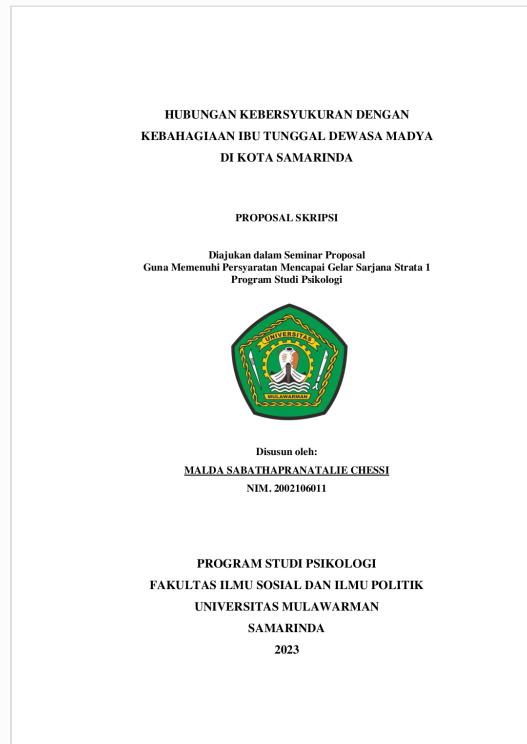 HUBUNGAN KEBERSYUKURAN DENGAN
KEBAHAGIAAN IBU TUNGGAL DEWASA MADYA
DI KOTA SAMARINDA
PROPOSAL SKRIPSI
Diajukan dalam Seminar Proposal
Guna Memenuhi Persyaratan Mencapai Gelar Sarjana Strata 1
Program Studi Psikologi
UNIVERSITAS
MULAWARMAN
Disusun oleh:
MALDA SABATHAPRANATALIE CHESSI
NIM. 2002106011
PROGRAM STUDI PSIKOLOGI
FAKULTAS ILMU SOSIAL DAN ILMU POLITIK
UNIVERSITAS MULAWARMAN
SAMARINDA
2023